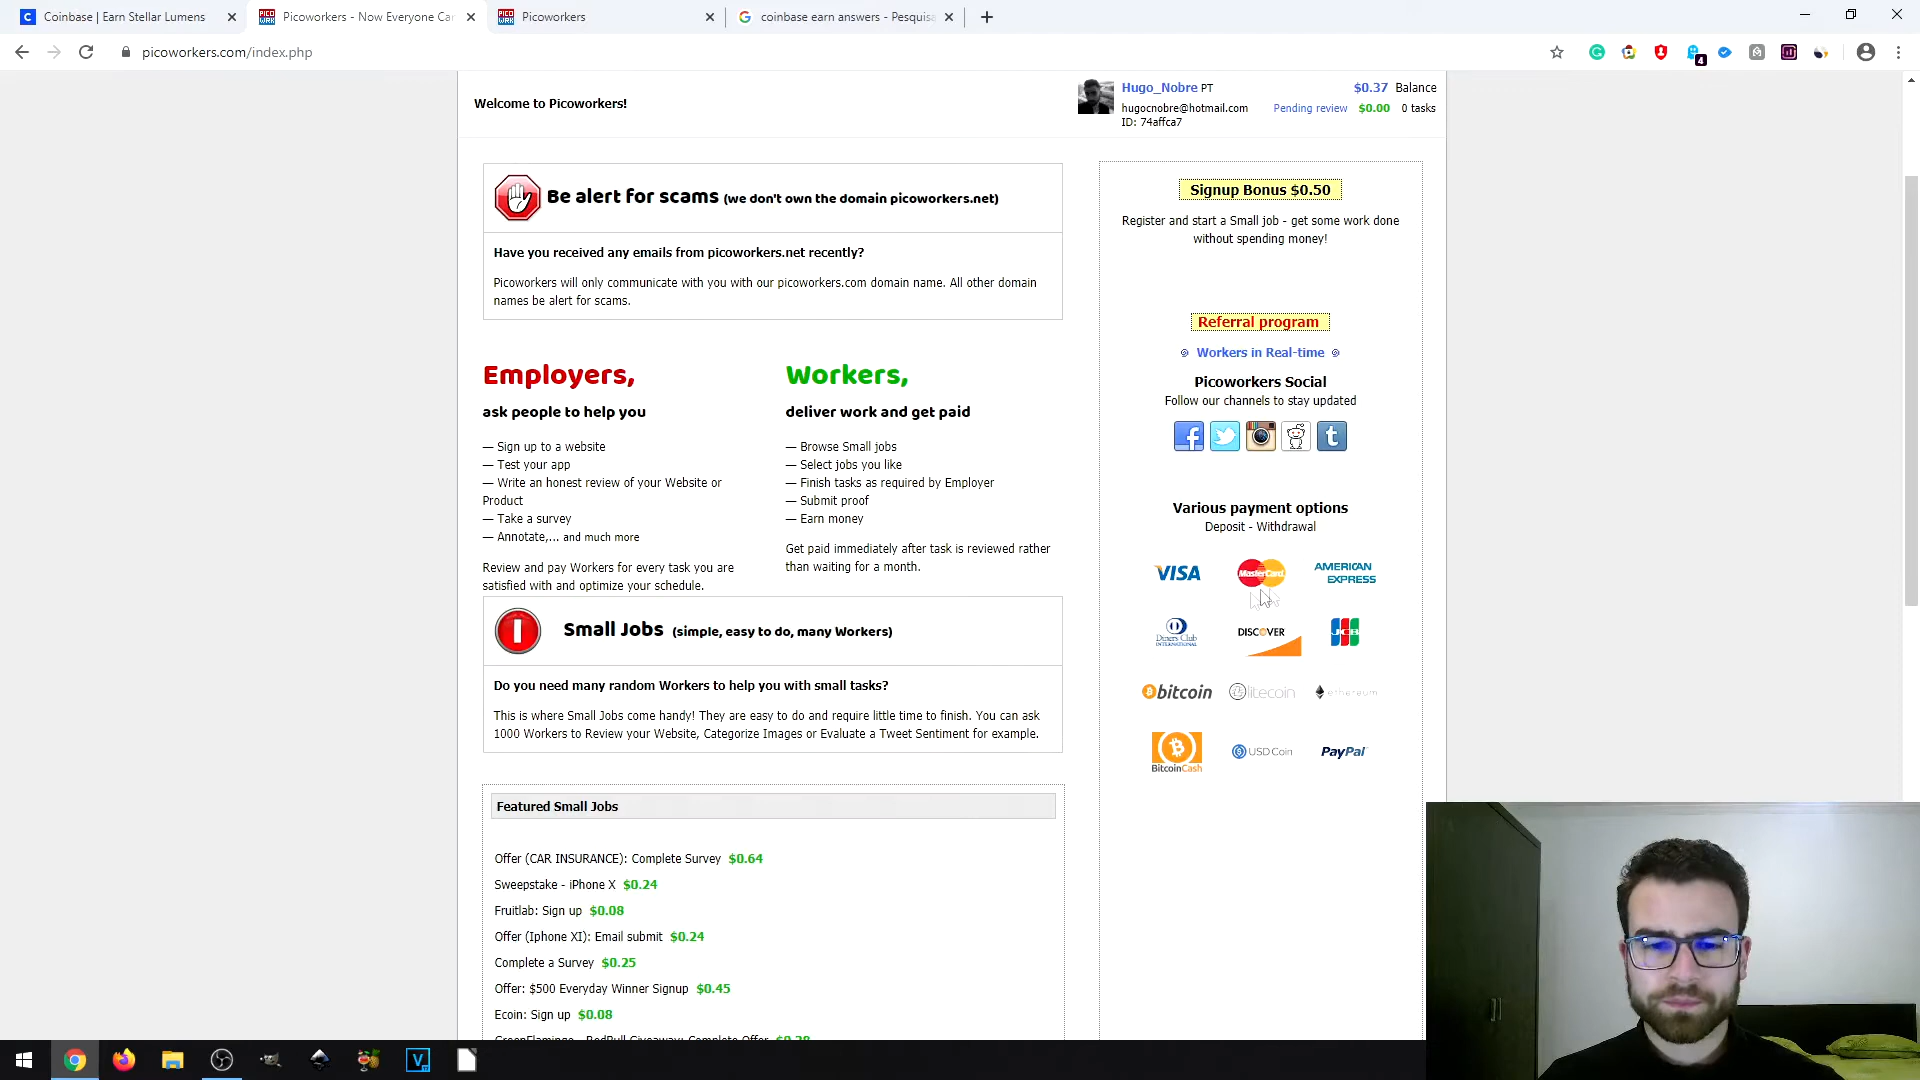 Coinbase | Earn Stellar Lumens
Picoworkers - Now Everyone Ca
Picoworkers
coinbase earn answers - Pesquisa
picoworkers.com/index.php
4
Welcome to Picoworkers!
Hugo_Nobre PT
$0.37 Balance
hugocnobre@hotmail.com
Pending review $0.00 0 tasks
ID: 74affca7
Be alert for scams (we don't own the domain picoworkers.net)
Have you received any emails from picoworkers.net recently?
Picoworkers will only communicate with you with our picoworkers.com domain name. All other domain
names be alert for scams.
Employers,
ask people to help you
— Sign up to a website
— Test your app
— Write an honest review of your Website or
Product
— Take a survey
— Annotate,... and much more
Review and pay Workers for every task you are
satisfied with and optimize your schedule.
Workers,
deliver work and get paid
— Browse Small jobs
— Select jobs you like
— Finish tasks as required by Employer
— Submit proof
— Earn money
Get paid immediately after task is reviewed rather
than waiting for a month.
Small Jobs (simple, easy to do, many Workers)
Do you need many random Workers to help you with small tasks?
This is where Small Jobs come handy! They are easy to do and require little time to finish. You can ask
1000 Workers to Review your Website, Categorize Images or Evaluate a Tweet Sentiment for example.
Featured Small Jobs
Offer (CAR INSURANCE): Complete Survey $0.64
Sweepstake - iPhone X $0.24
Fruitlab: Sign up $0.08
Offer (Iphone XI): Email submit $0.24
Complete a Survey $0.25
Offer: $500 Everyday Winner Signup $0.45
Ecoin: Sign up $0.08
GreenFlamingo - RedBull Giveaway: Complete Offer $0.28
Signup Bonus $0.50
Register and start a Small job - get some work done
without spending money!
Referral program
Workers in Real-time
Picoworkers Social
Follow our channels to stay updated
Various payment options
Deposit - Withdrawal
VISA
MasterCard
AMERICAN
EXPRESS
Diners Club
INTERNATIONAL
DISCOVER
JCB
bitcoin
litecoin
ethereum
BitcoinCash
USD Coin
PayPal